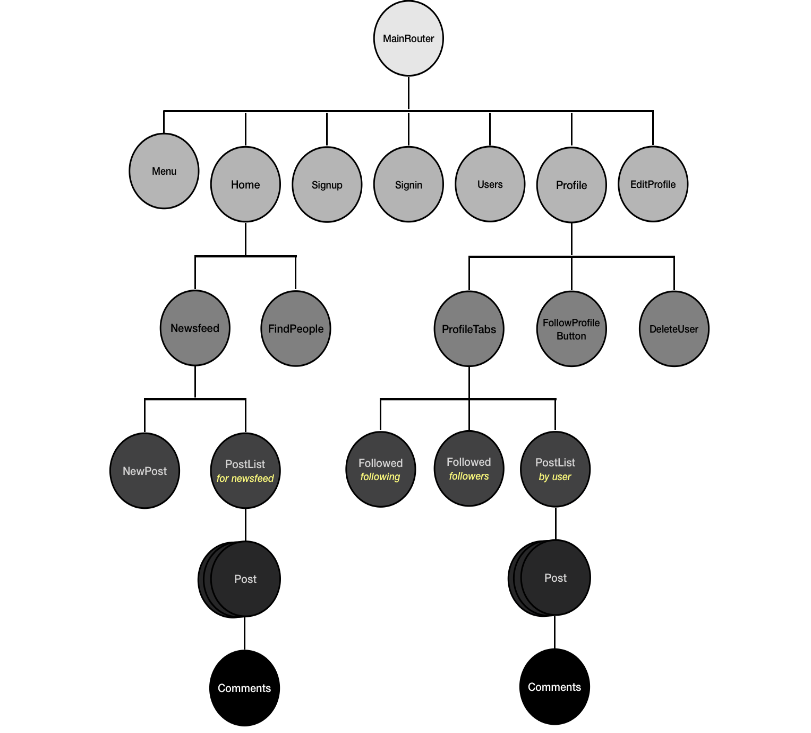 MainRouter
Menu
Home
Signup
Signin
Users
Profile
EditProfile
Newsfeed
FindPeople
ProfileTabs
FollowProfile
Button
DeleteUser
NewPost
PostList
for newsfeed
Followed
following
Followed
followers
PostList
by user
Post
Post
Comments
Comments